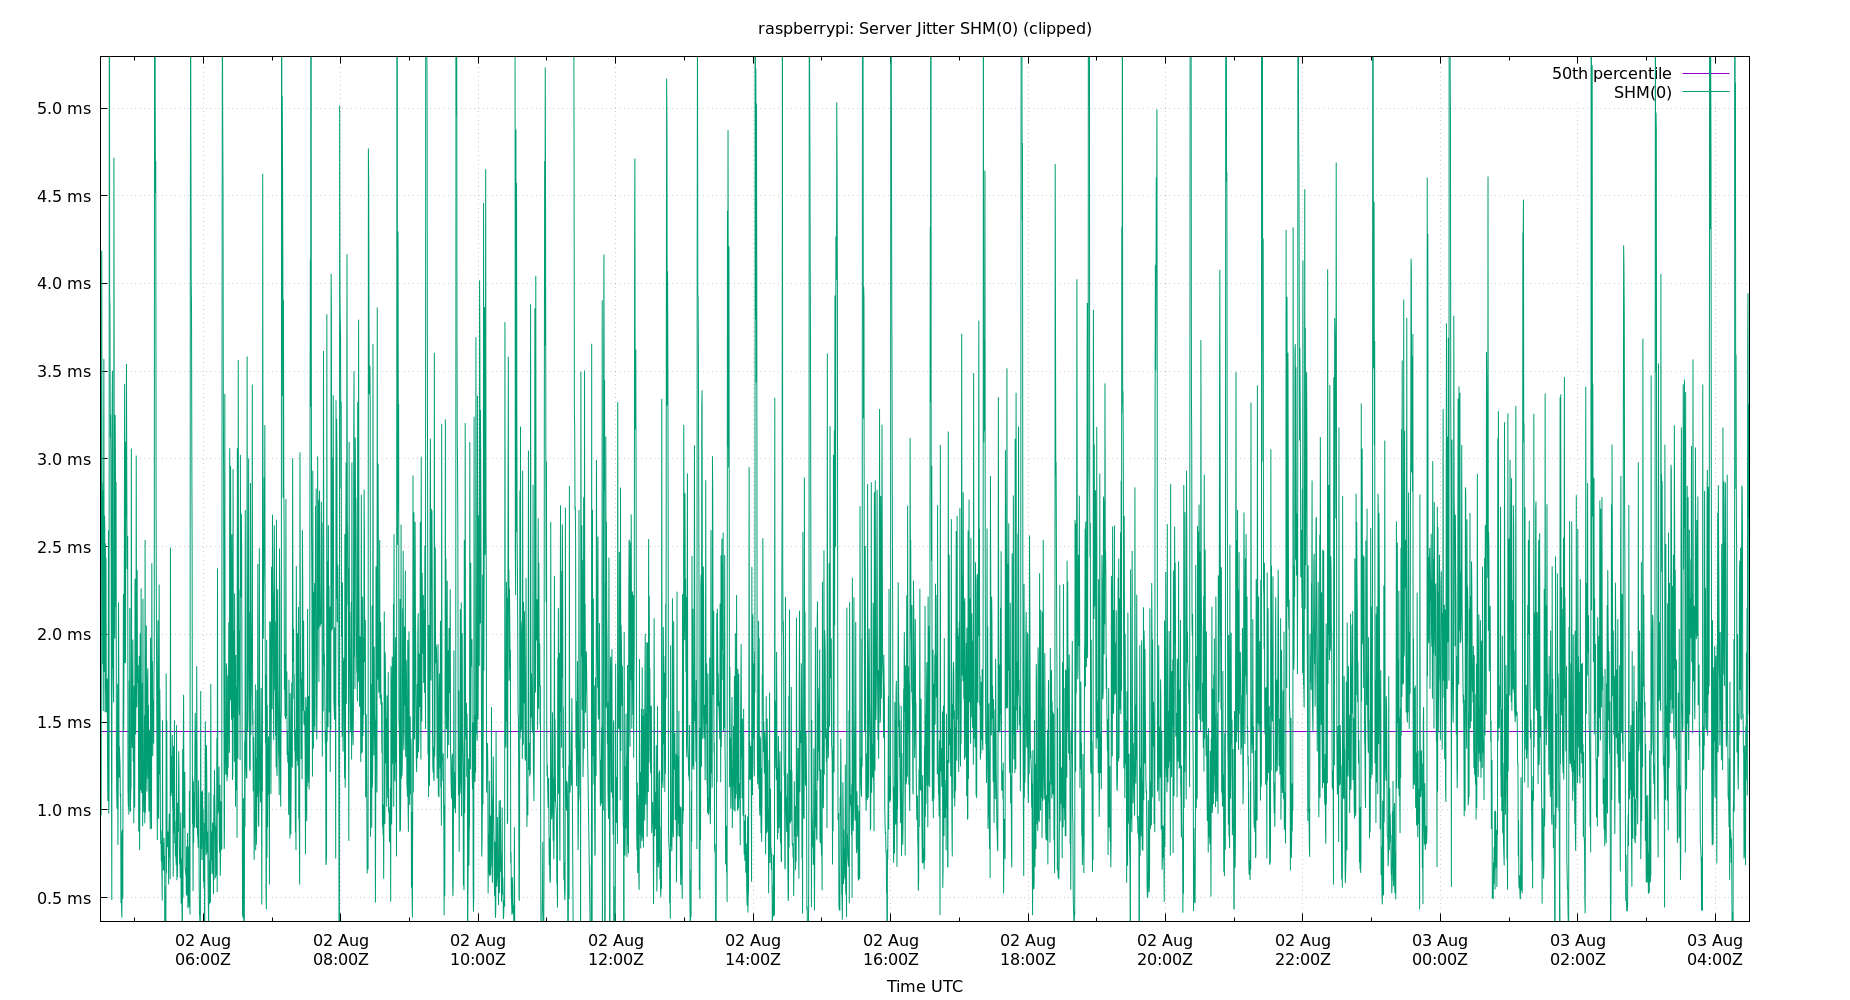 raspberrypi: Server Jitter SHM(0) (clipped)
50th percentile
SHM(0)
5.0 ms
4.5 ms
4.0 ms
3.5 ms
3.0 ms
2.5 ms
2.0 ms
1.5 ms
1.0 ms
0.5 ms
02 Aug 02 Aug 02 Aug 02 Aug 02 Aug 02 Aug 02 Aug 02 Aug 02 Aug 03 Aug 03 Aug 03 Aug
06:00Z 08:00Z 10:00Z 12:00Z 14:00Z 16:00Z 18:00Z 20:00Z 22:00Z 00:00Z 02:00Z 04:00Z
Time UTC